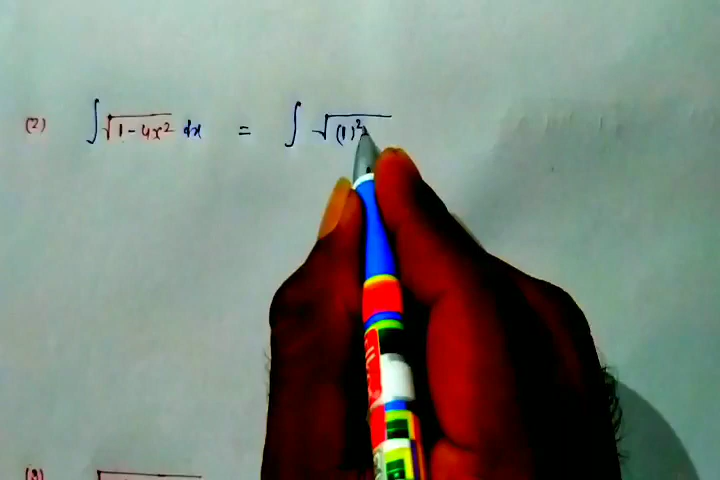 (2) ∫√1-4x² dx = ∫ √(1)²
(3) √